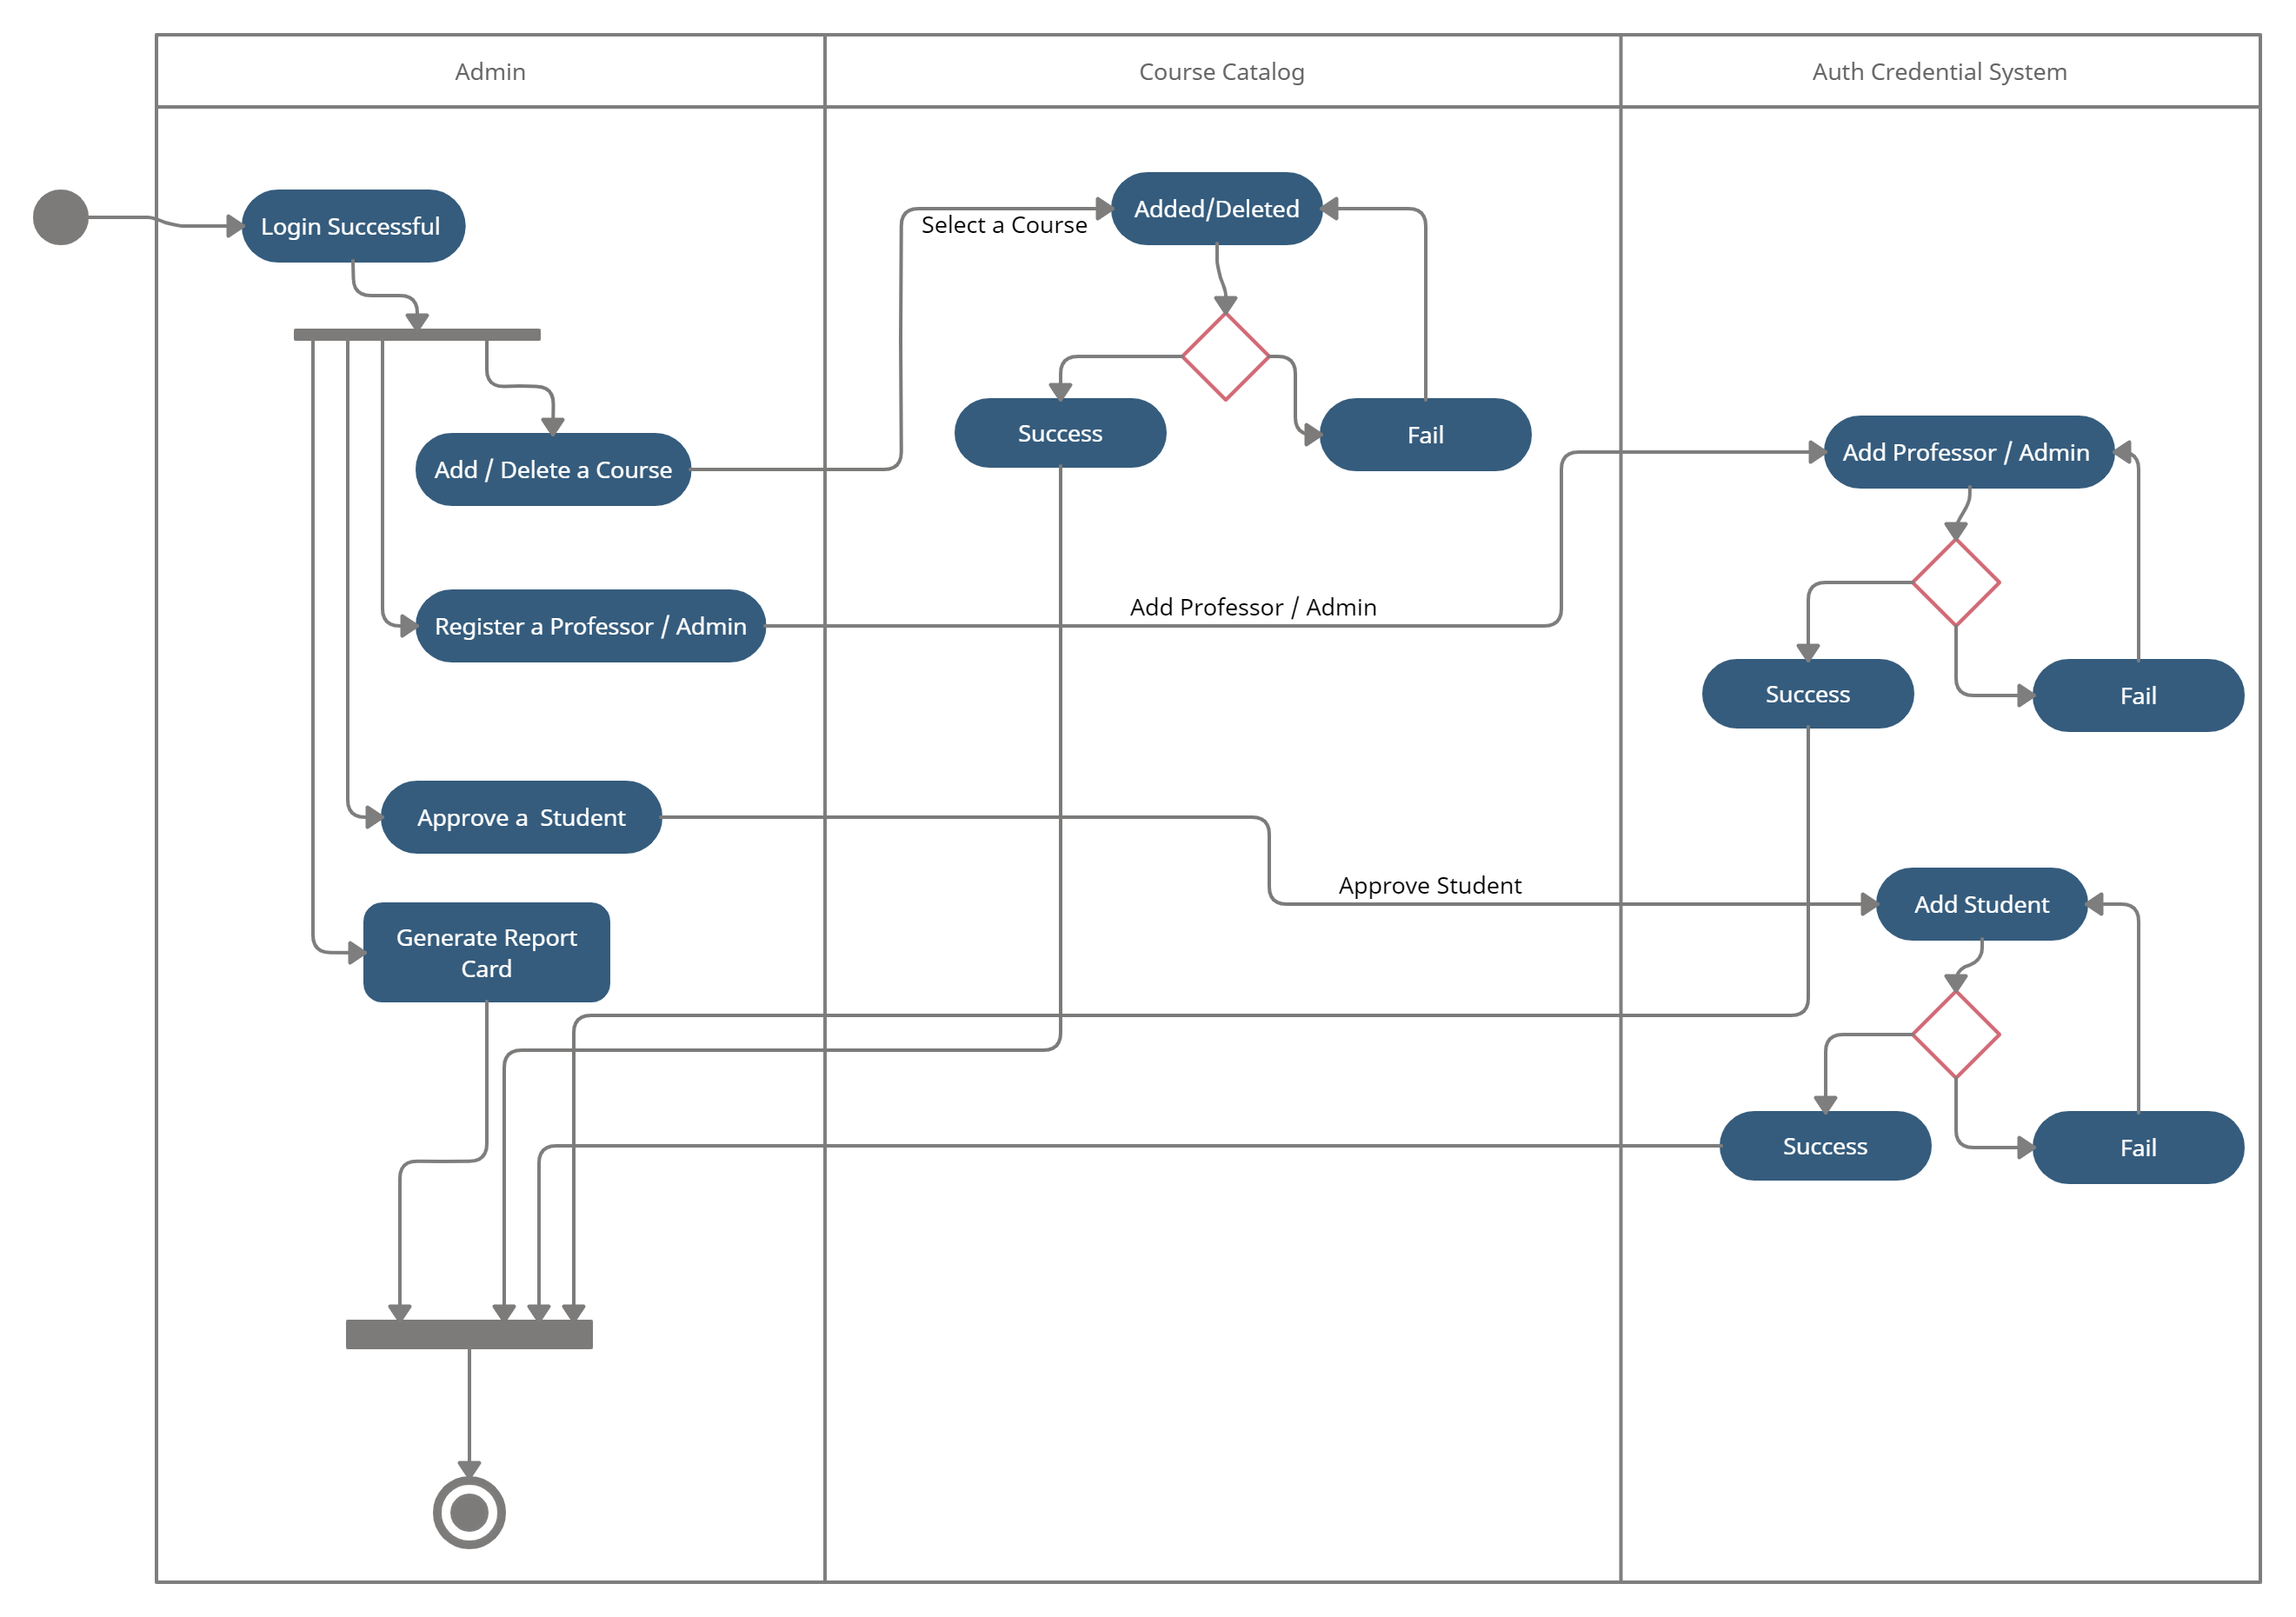 Admin
Course Catalog
Auth Credential System
Login Successful
Added/Deleted
Select a Course
Success
Fail
Add / Delete a Course
Add Professor / Admin
Add Professor / Admin
Register a Professor / Admin
Success
Fail
Approve a  Student
Approve Student
Add Student
Generate Report
Card
Success
Fail